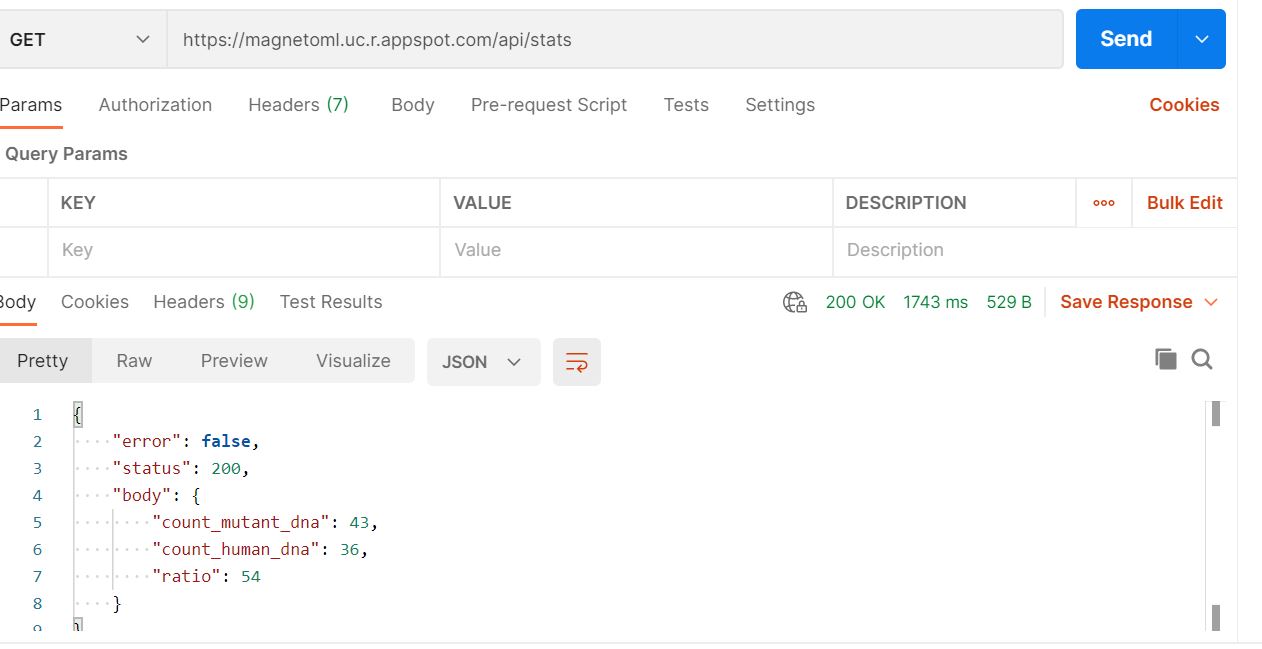 GET https://magnetoml.uc.r.appspot.com/api/stats Send
Params Authorization Headers (7) Body Pre-request Script Tests Settings Cookies
Query Params
KEY VALUE DESCRIPTION ooo Bulk Edit
Key Value Description
Body Cookies Headers (9) Test Results 200 OK 1743 ms 529 B Save Response
Pretty Raw Preview Visualize JSON
1 {
2 "error": false,
3 "status": 200,
4 "body": {
5 "count_mutant_dna": 43,
6 "count_human_dna": 36,
7 "ratio": 54
8 }
9 }